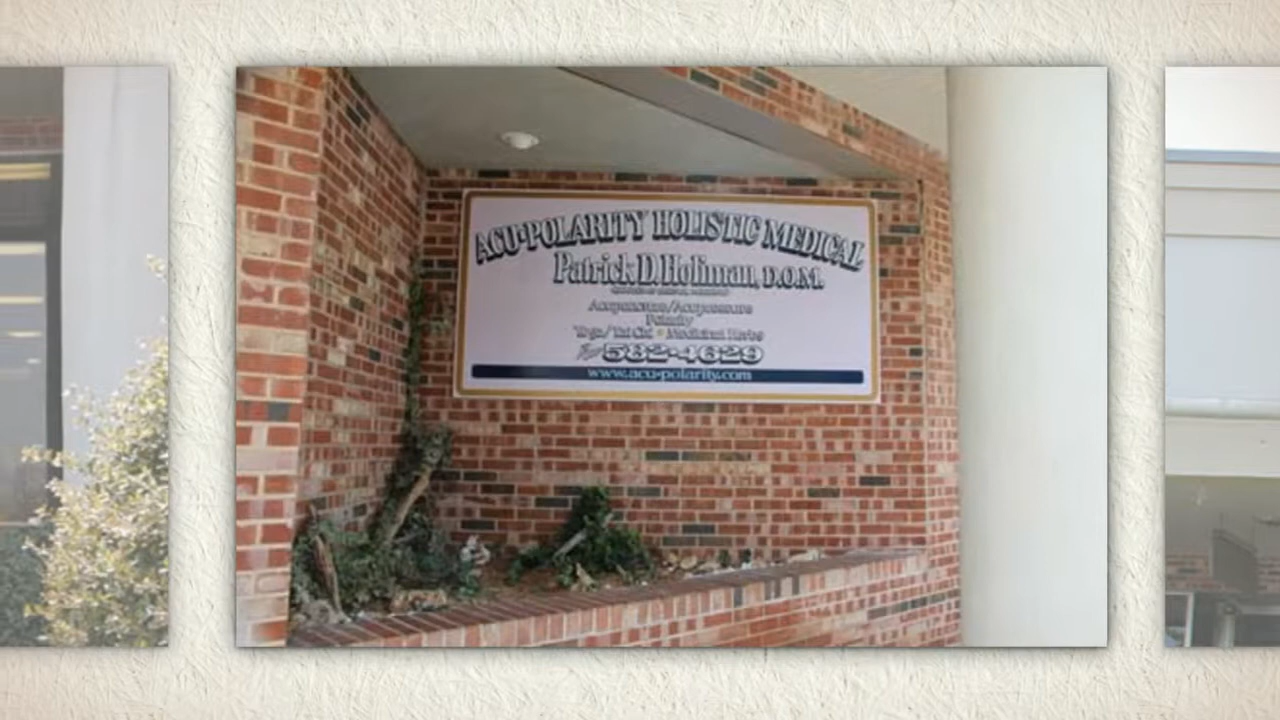 ACU•POLARITY HOLISTIC MEDICAL
Patrick D. Holiman, D.O.M.
Acupuncture/Acupressure
Polarity
Yoga/Tai Chi • Medicinal Herbs
582•4629
www.acu-polarity.com